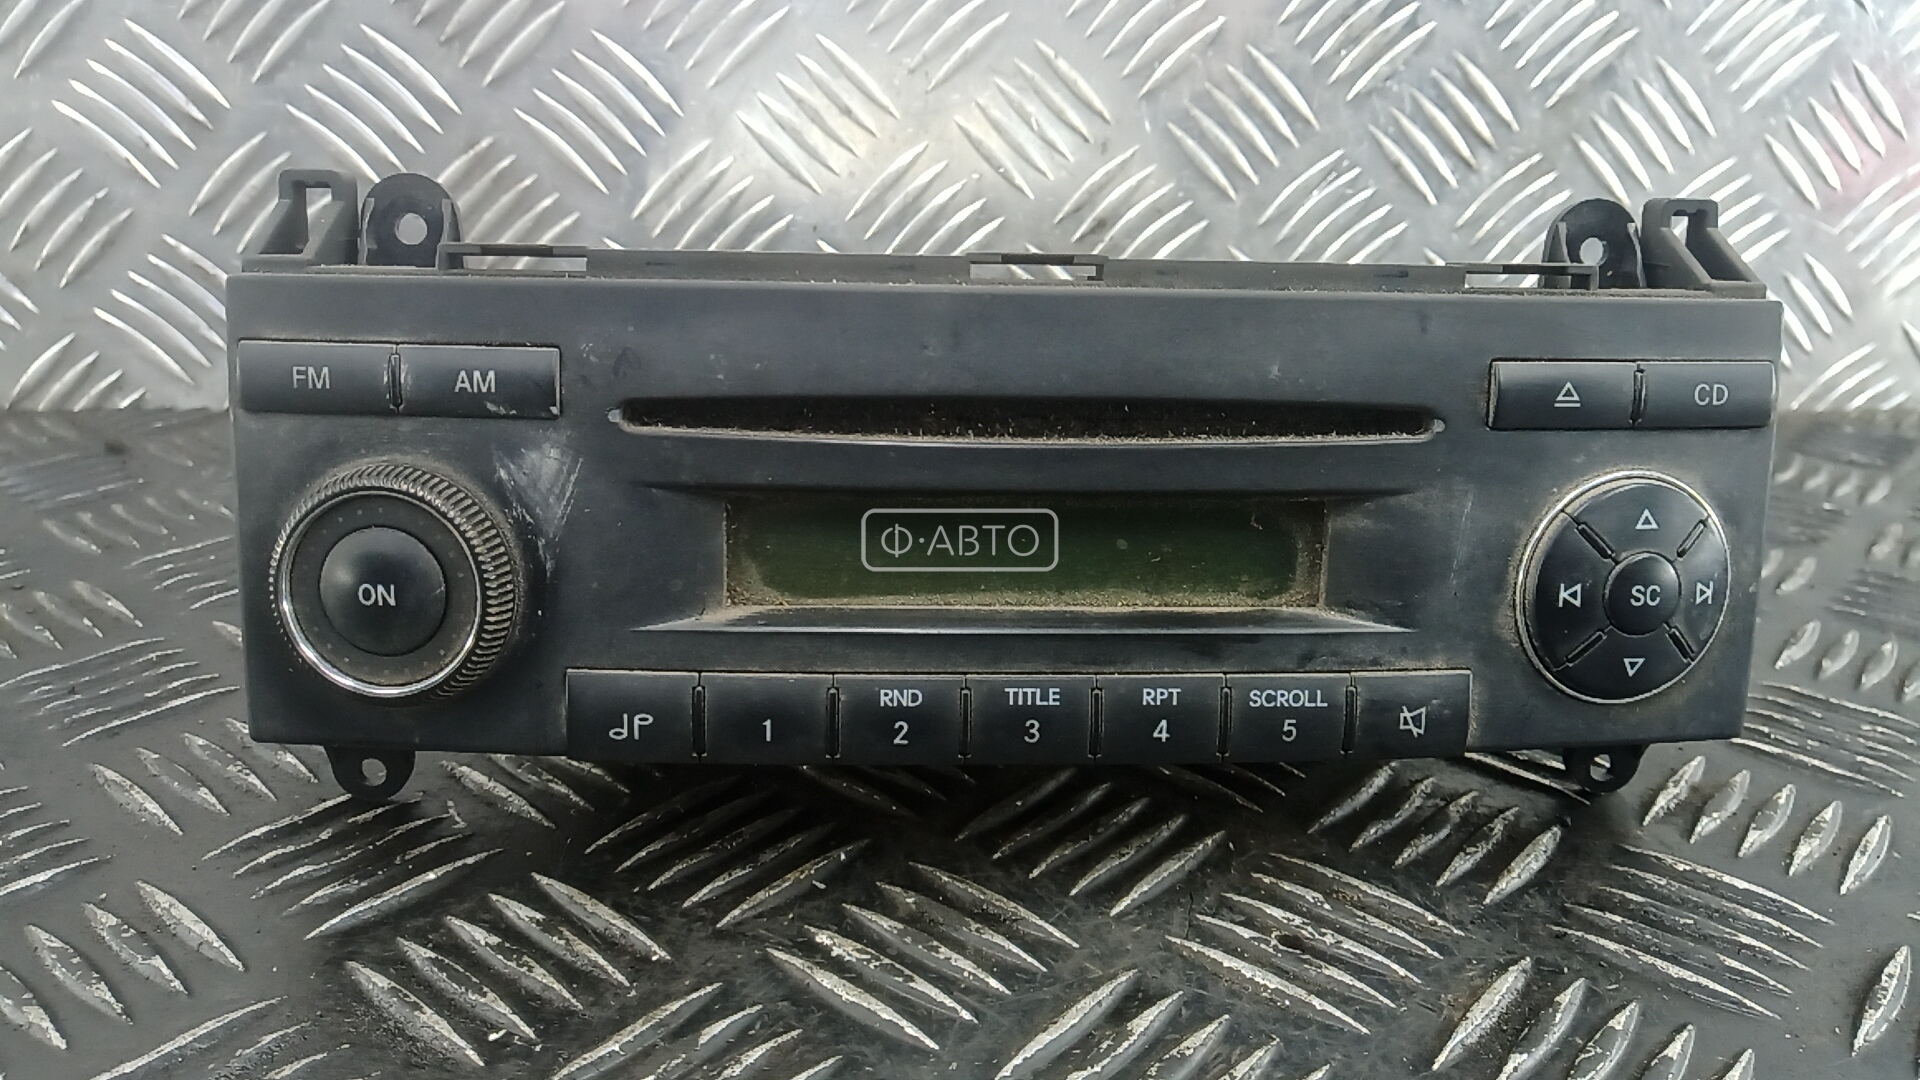 FM AM CD
Ф·АВТО
ON SC
RND TITLE RPT SCROLL
1 2 3 4 5